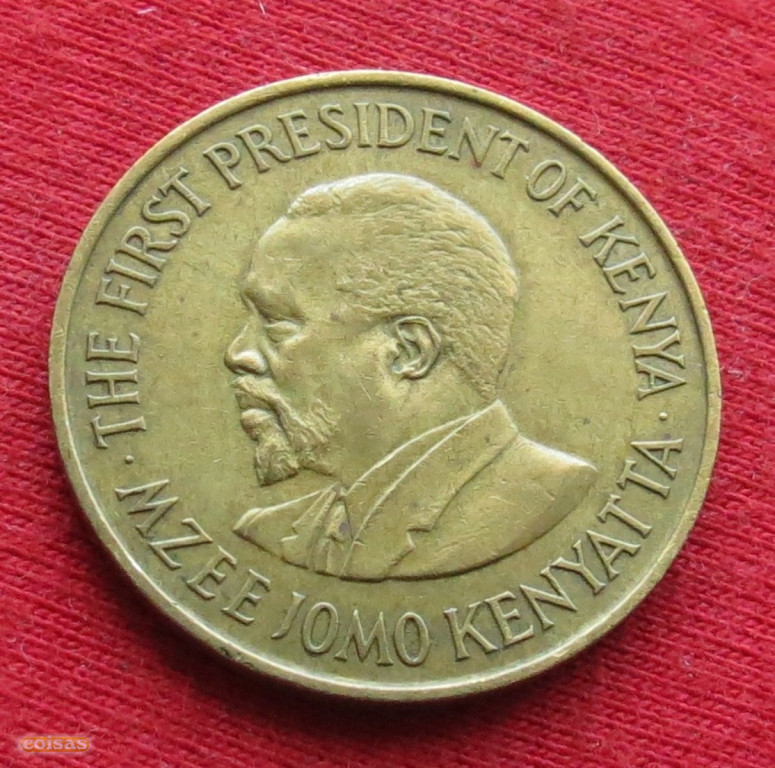 · THE FIRST PRESIDENT OF KENYA ·
MZEE JOMO KENYATTA
coisas